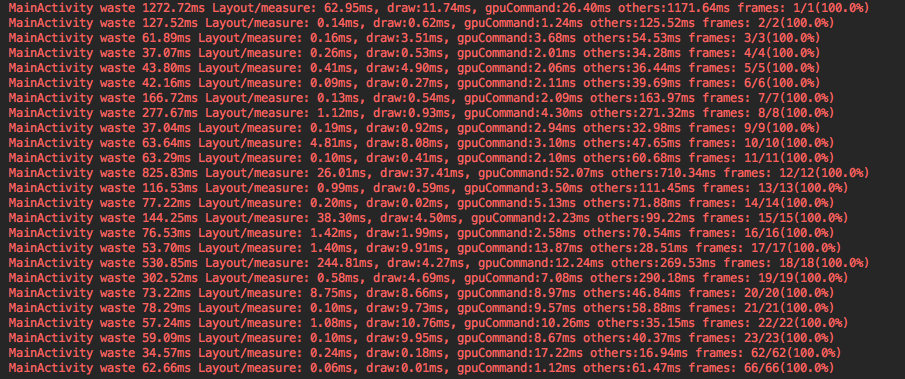 MainActivity waste 1272.72ms Layout/measure: 62.95ms, draw:11.74ms, gpuCommand:26.40ms others:1171.64ms frames: 1/1(100.0%)
MainActivity waste 127.52ms Layout/measure: 0.14ms, draw:0.62ms, gpuCommand:1.24ms others:125.52ms frames: 2/2(100.0%)
MainActivity waste 61.89ms Layout/measure: 0.16ms, draw:3.51ms, gpuCommand:3.68ms others:54.53ms frames: 3/3(100.0%)
MainActivity waste 37.07ms Layout/measure: 0.26ms, draw:0.53ms, gpuCommand:2.01ms others:34.28ms frames: 4/4(100.0%)
MainActivity waste 43.80ms Layout/measure: 0.41ms, draw:4.90ms, gpuCommand:2.06ms others:36.44ms frames: 5/5(100.0%)
MainActivity waste 42.16ms Layout/measure: 0.09ms, draw:0.27ms, gpuCommand:2.11ms others:39.69ms frames: 6/6(100.0%)
MainActivity waste 166.72ms Layout/measure: 0.13ms, draw:0.54ms, gpuCommand:2.09ms others:163.97ms frames: 7/7(100.0%)
MainActivity waste 277.67ms Layout/measure: 1.12ms, draw:0.93ms, gpuCommand:4.30ms others:271.32ms frames: 8/8(100.0%)
MainActivity waste 37.04ms Layout/measure: 0.19ms, draw:0.92ms, gpuCommand:2.94ms others:32.98ms frames: 9/9(100.0%)
MainActivity waste 63.64ms Layout/measure: 4.81ms, draw:8.08ms, gpuCommand:3.10ms others:47.65ms frames: 10/10(100.0%)
MainActivity waste 63.29ms Layout/measure: 0.10ms, draw:0.41ms, gpuCommand:2.10ms others:60.68ms frames: 11/11(100.0%)
MainActivity waste 825.83ms Layout/measure: 26.01ms, draw:37.41ms, gpuCommand:52.07ms others:710.34ms frames: 12/12(100.0%)
MainActivity waste 116.53ms Layout/measure: 0.99ms, draw:0.59ms, gpuCommand:3.50ms others:111.45ms frames: 13/13(100.0%)
MainActivity waste 77.22ms Layout/measure: 0.20ms, draw:0.02ms, gpuCommand:5.13ms others:71.88ms frames: 14/14(100.0%)
MainActivity waste 144.25ms Layout/measure: 38.30ms, draw:4.50ms, gpuCommand:2.23ms others:99.22ms frames: 15/15(100.0%)
MainActivity waste 76.53ms Layout/measure: 1.42ms, draw:1.99ms, gpuCommand:2.58ms others:70.54ms frames: 16/16(100.0%)
MainActivity waste 53.70ms Layout/measure: 1.40ms, draw:9.91ms, gpuCommand:13.87ms others:28.51ms frames: 17/17(100.0%)
MainActivity waste 530.85ms Layout/measure: 244.81ms, draw:4.27ms, gpuCommand:12.24ms others:269.53ms frames: 18/18(100.0%)
MainActivity waste 302.52ms Layout/measure: 0.58ms, draw:4.69ms, gpuCommand:7.08ms others:290.18ms frames: 19/19(100.0%)
MainActivity waste 73.22ms Layout/measure: 8.75ms, draw:8.66ms, gpuCommand:8.97ms others:46.84ms frames: 20/20(100.0%)
MainActivity waste 78.29ms Layout/measure: 0.10ms, draw:9.73ms, gpuCommand:9.57ms others:58.88ms frames: 21/21(100.0%)
MainActivity waste 57.24ms Layout/measure: 1.08ms, draw:10.76ms, gpuCommand:10.26ms others:35.15ms frames: 22/22(100.0%)
MainActivity waste 59.09ms Layout/measure: 0.10ms, draw:9.95ms, gpuCommand:8.67ms others:40.37ms frames: 23/23(100.0%)
MainActivity waste 34.57ms Layout/measure: 0.24ms, draw:0.18ms, gpuCommand:17.22ms others:16.94ms frames: 62/62(100.0%)
MainActivity waste 62.66ms Layout/measure: 0.06ms, draw:0.01ms, gpuCommand:1.12ms others:61.47ms frames: 66/66(100.0%)